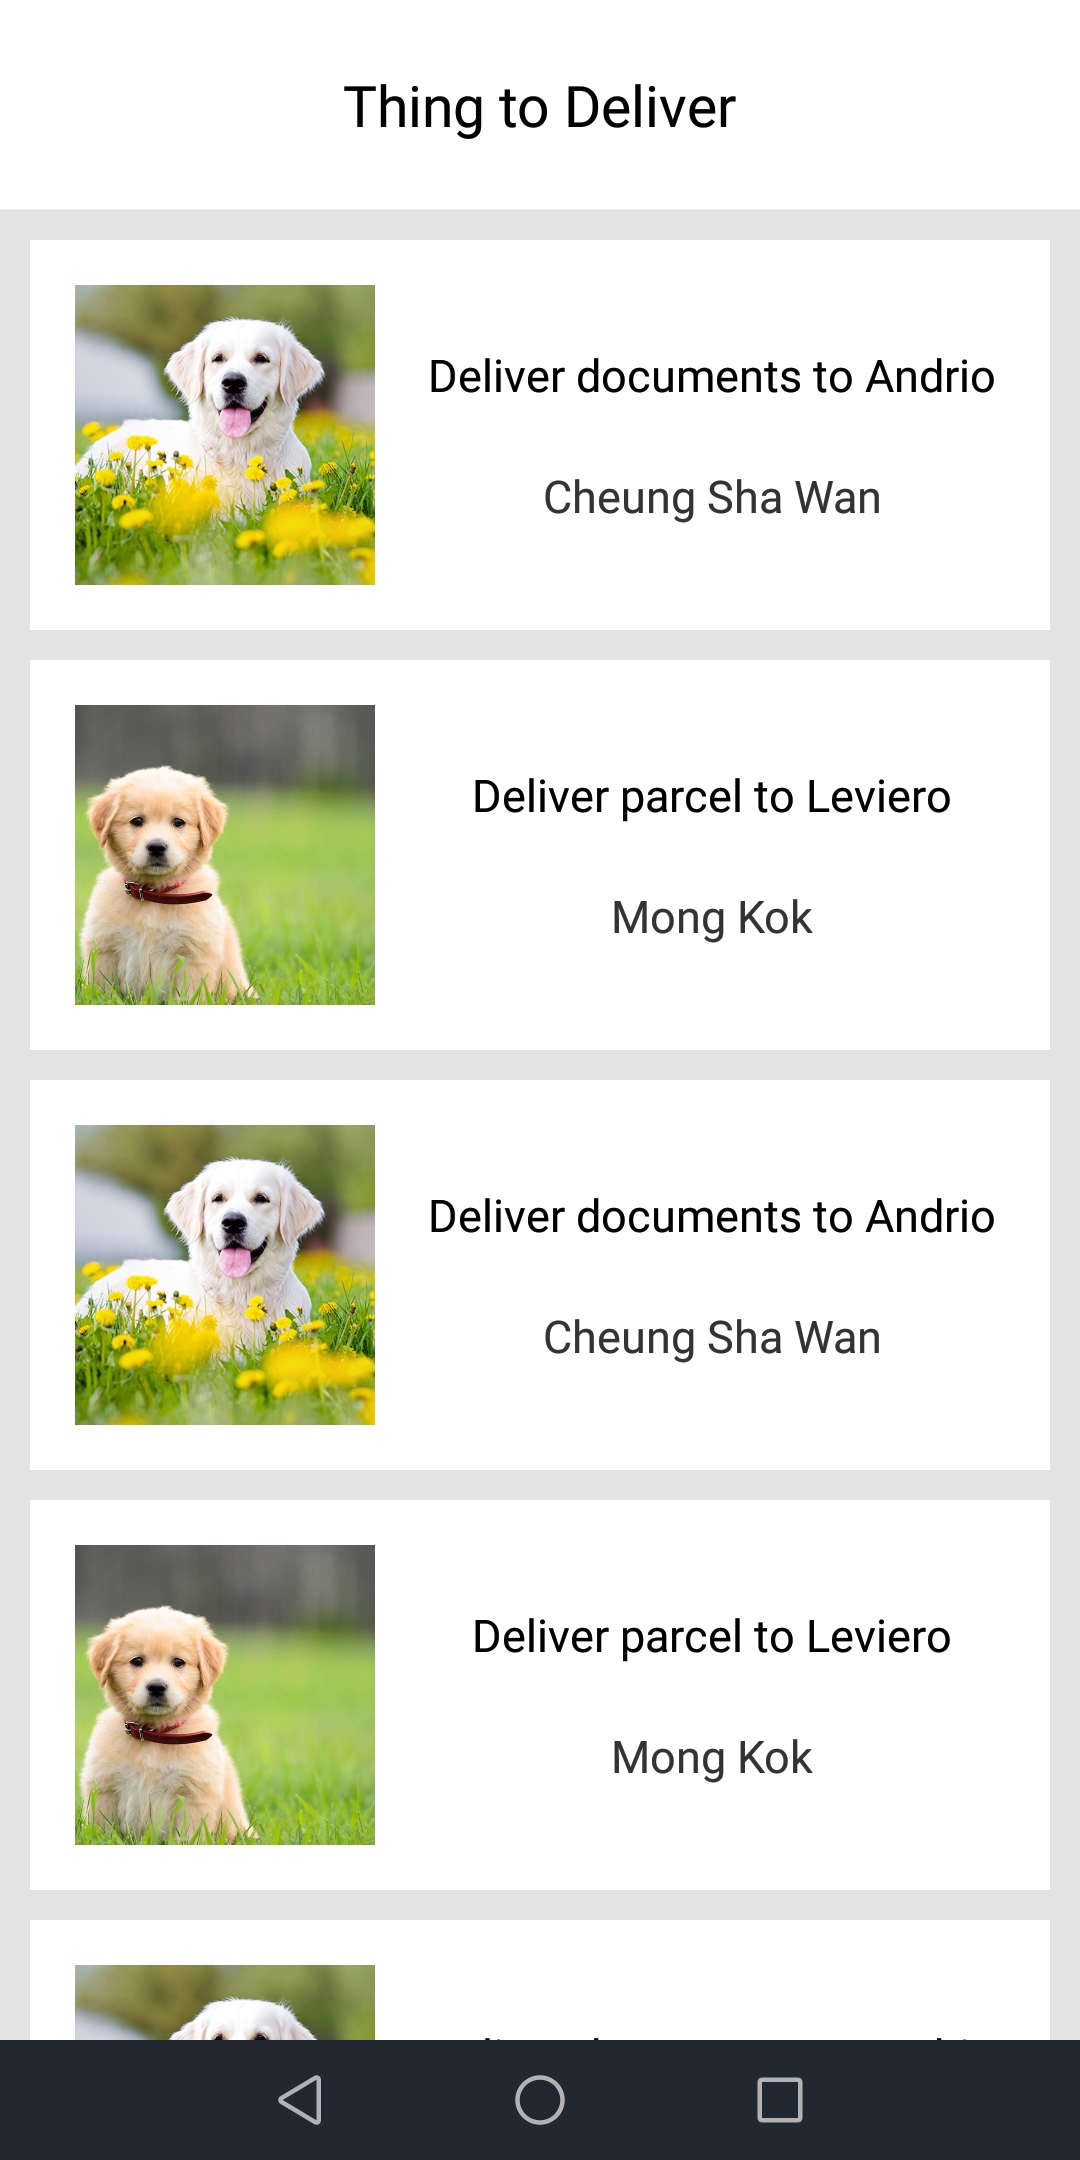 Thing to Deliver
Deliver documents to Andrio
Cheung Sha Wan
Deliver parcel to Leviero
Mong Kok
Deliver documents to Andrio
Cheung Sha Wan
Deliver parcel to Leviero
Mong Kok